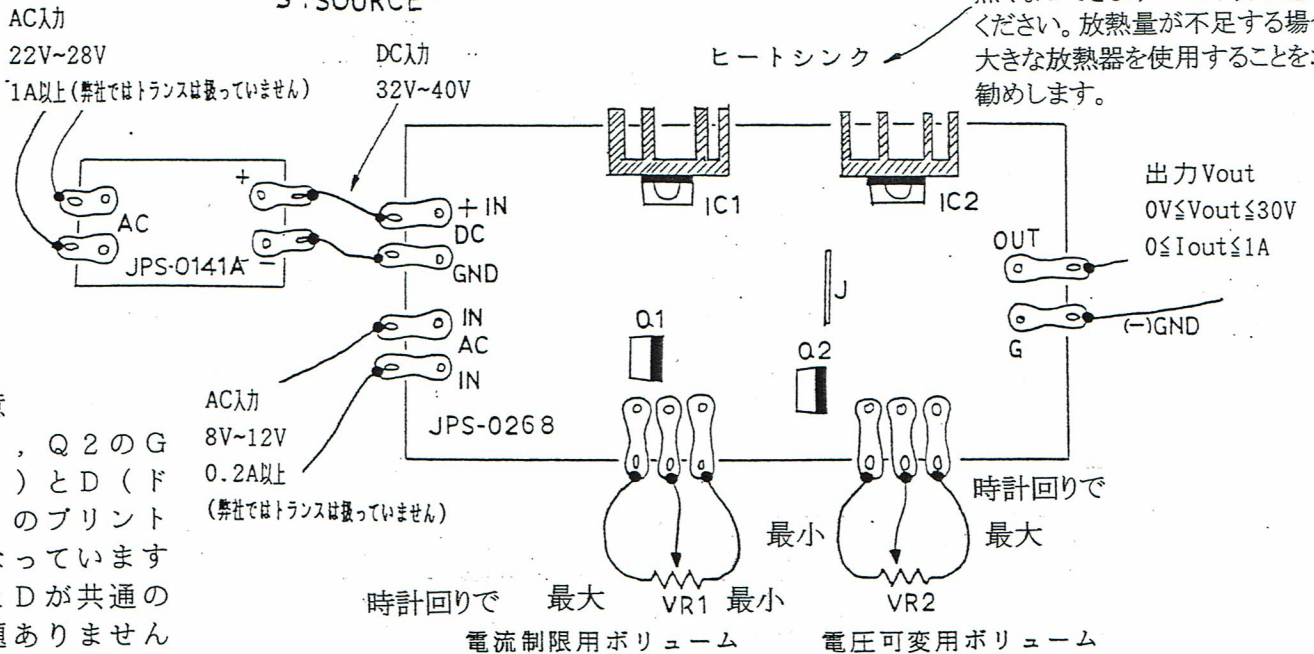 S : SOURCE
ください。放熱量が不足する場
大きな放熱器を使用することを
勧めします。
AC入力
22V~28V
1A以上(弊社ではトランスは扱っていません)
DC入力
32V~40V
ヒートシンク
+
AC
JPS-0141A
-
+IN
DC
GND
IN
AC
IN
JPS-0268
IC1
IC2
J
Q1
Q2
OUT
G
出力Vout
0V≦Vout≦30V
0≦Iout≦1A
(-)GND
AC入力
8V~12V
0.2A以上
(弊社ではトランスは扱っていません)
, Q2のG
)とD(ド
のプリント
なっています
Dが共通の
題ありません
時計回りで
最大
VR1
最小
電流制限用ボリューム
時計回りで
最小
最大
VR2
電圧可変用ボリューム